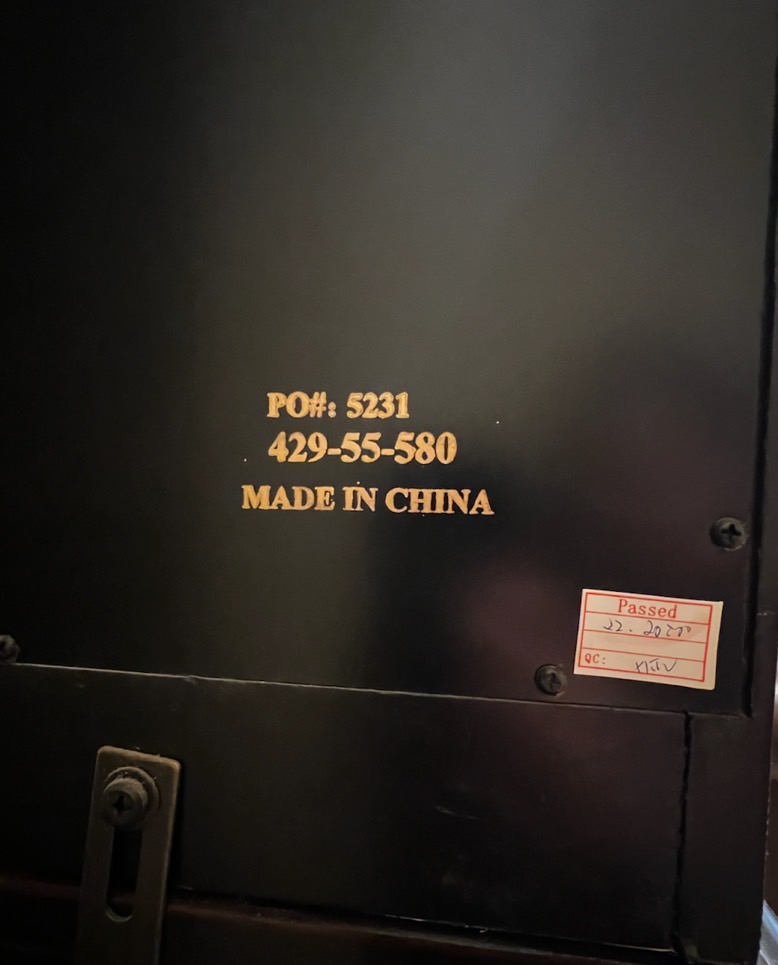 PO#: 5231
429-55-580
MADE IN CHINA
Passed
QC: